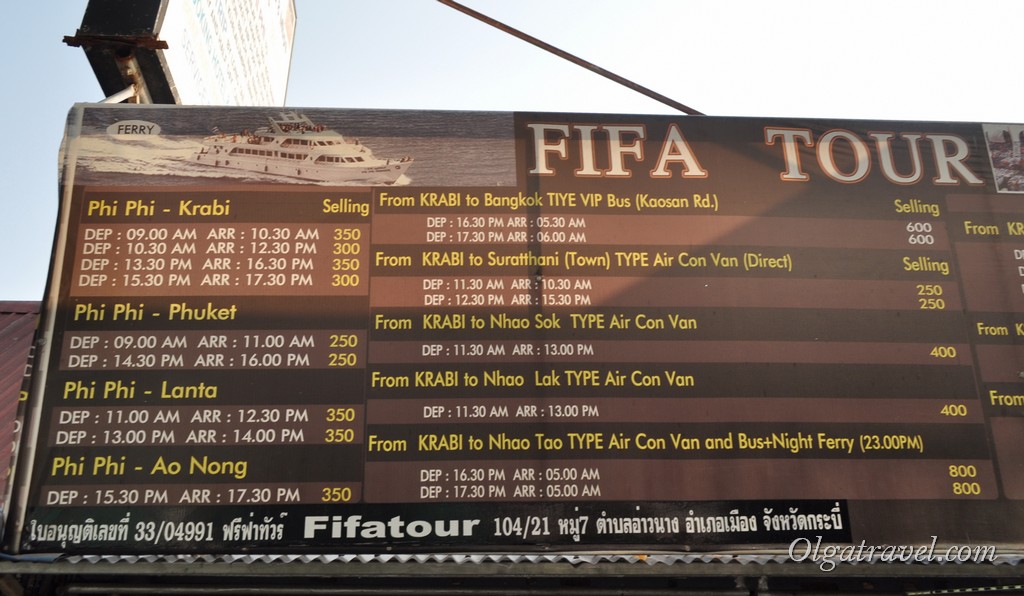 FERRY
FIFA TOUR
Phi Phi - Krabi Selling
DEP : 09.00 AM ARR : 10.30 AM 350
DEP : 10.30 AM ARR : 12.30 PM 300
DEP : 13.30 PM ARR : 16.30 PM 350
DEP : 15.30 PM ARR : 17.30 PM 300
Phi Phi - Phuket
DEP : 09.00 AM ARR : 11.00 AM 250
DEP : 14.30 PM ARR : 16.00 PM 250
Phi Phi - Lanta
DEP : 11.00 AM ARR : 12.30 PM 350
DEP : 13.00 PM ARR : 14.00 PM 350
Phi Phi - Ao Nong
DEP : 15.30 PM ARR : 17.30 PM 350
From KRABI to Bangkok TIYE VIP Bus (Kaosan Rd.) Selling
DEP : 16.30 PM ARR : 05.30 AM 600
DEP : 17.30 PM ARR : 06.00 AM 600
From KRABI to Suratthani (Town) TYPE Air Con Van (Direct) Selling
DEP : 11.30 AM ARR : 10.30 AM 250
DEP : 12.30 PM ARR : 15.30 PM 250
From KRABI to Nhao Sok TYPE Air Con Van
DEP : 11.30 AM ARR : 13.00 PM 400
From KRABI to Nhao Lak TYPE Air Con Van
DEP : 11.30 AM ARR : 13.00 PM 400
From KRABI to Nhao Tao TYPE Air Con Van and Bus+Night Ferry (23.00PM)
DEP : 16.30 PM ARR : 05.00 AM 800
DEP : 17.30 PM ARR : 05.00 AM 800
From KR
From K
From
ใบอนุญติเลขที่ 33/04991 ฟรีฟ่าทัวร์ Fifatour 104/21 หมู่7 ตำบลอ่าวนาง อำเภอเมือง จังหวัดกระบี่
Olgatravel.com